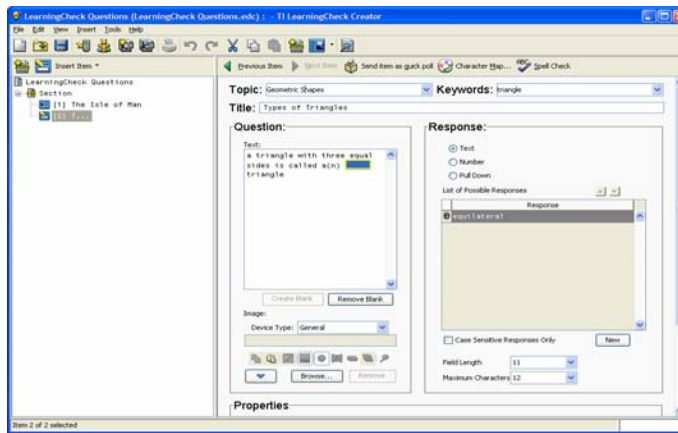 LearningCheck Questions (LearningCheck Questions.edc) : - TI LearningCheck Creator
File Edit View Insert Tools Help
Insert Item
Previous Item Next Item Send item as quick poll Character Map... Spell Check
LearningCheck Questions
Section
[1] The Isle of Man
[2] T...
Topic: Geometric Shapes
Keywords: triangle
Title: Types of Triangles
Question:
Text:
a triangle with three equal
sides is called a(n)
triangle
Create Blank Remove Blank
Image:
Device Type: General
Browse... Remove
Response:
Text
Number
Pull Down
List of Possible Responses
Response
equilateral
Case Sensitive Responses Only
New
Field Length 11
Maximum Characters 12
Properties
Item 2 of 2 selected